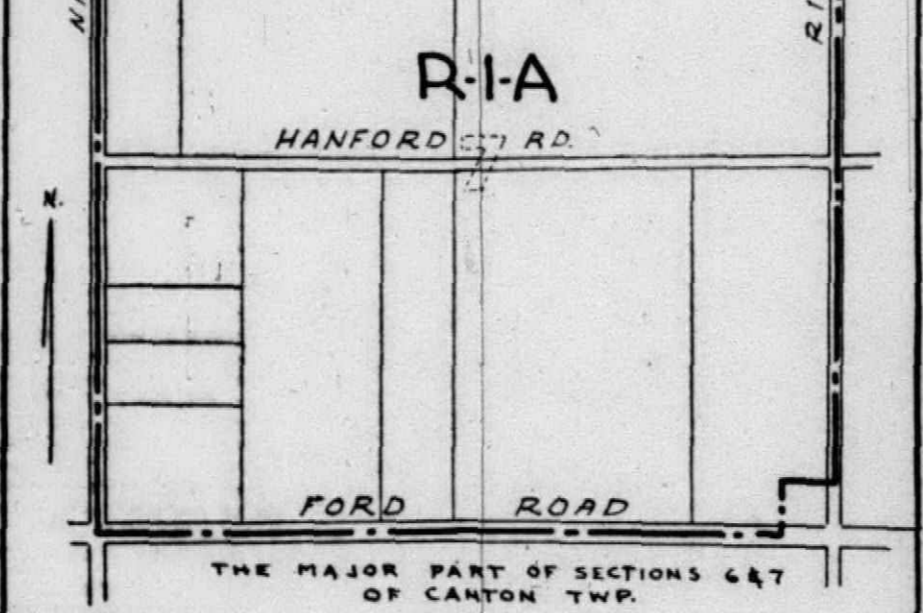 R-1-A
HANFORD RD.
N.
FORD ROAD
THE MAJOR PART OF SECTIONS 6&7
OF CANTON TWP.